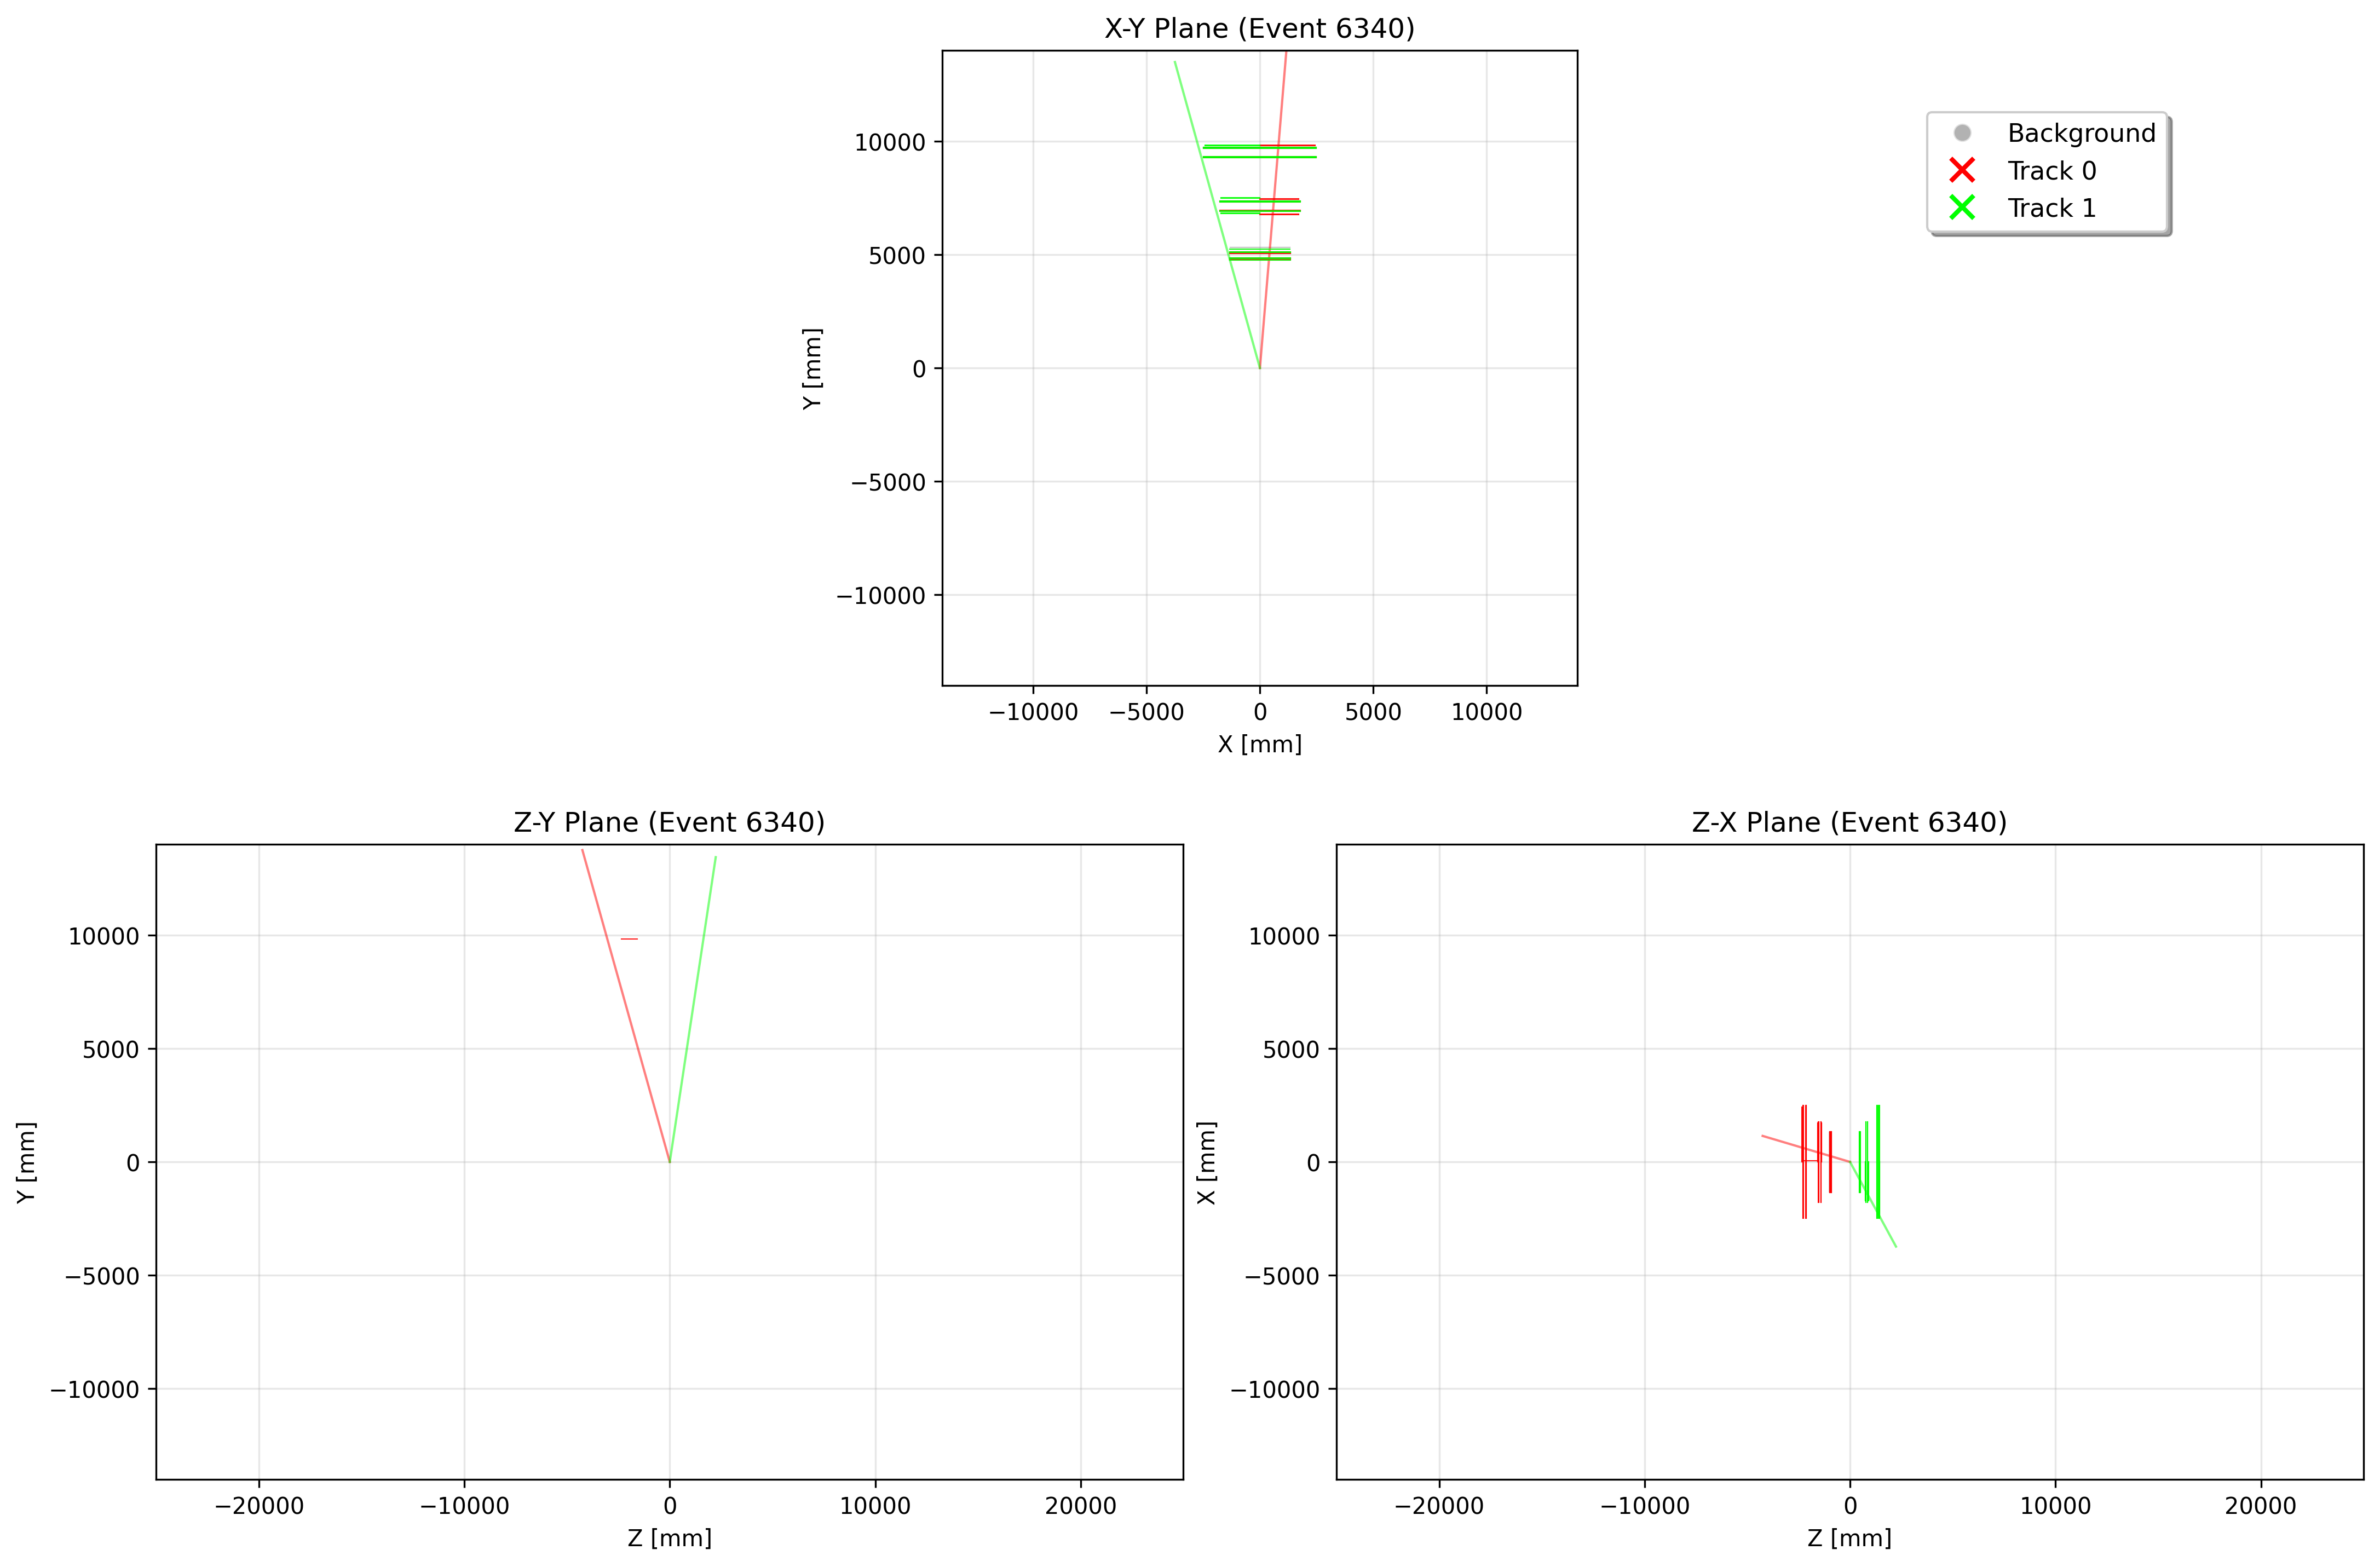 X-Y Plane (Event 6340)
Y [mm]
10000
5000
0
−5000
−10000
−10000 −5000 0 5000 10000
X [mm]
Background
Track 0
Track 1
Z-Y Plane (Event 6340)
Y [mm]
10000
5000
0
−5000
−10000
−20000 −10000 0 10000 20000
Z [mm]
Z-X Plane (Event 6340)
X [mm]
10000
5000
0
−5000
−10000
−20000 −10000 0 10000 20000
Z [mm]